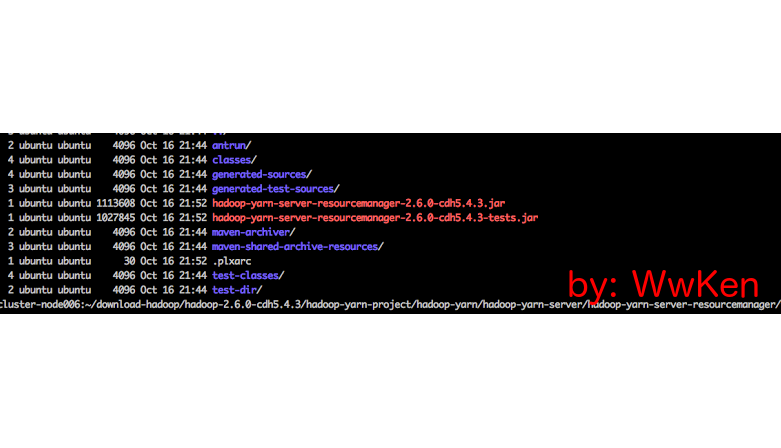 2 ubuntu ubuntu    4096 Oct 16 21:44 antrun/
4 ubuntu ubuntu    4096 Oct 16 21:44 classes/
4 ubuntu ubuntu    4096 Oct 16 21:44 generated-sources/
3 ubuntu ubuntu    4096 Oct 16 21:44 generated-test-sources/
1 ubuntu ubuntu 1113608 Oct 16 21:52 hadoop-yarn-server-resourcemanager-2.6.0-cdh5.4.3.jar
1 ubuntu ubuntu 1027845 Oct 16 21:52 hadoop-yarn-server-resourcemanager-2.6.0-cdh5.4.3-tests.jar
2 ubuntu ubuntu    4096 Oct 16 21:44 maven-archiver/
3 ubuntu ubuntu    4096 Oct 16 21:44 maven-shared-archive-resources/
1 ubuntu ubuntu      30 Oct 16 21:52 .plxarc
4 ubuntu ubuntu    4096 Oct 16 21:44 test-classes/
2 ubuntu ubuntu    4096 Oct 16 21:44 test-dir/
by: WwKen
cluster-node006:~/download-hadoop/hadoop-2.6.0-cdh5.4.3/hadoop-yarn-project/hadoop-yarn/hadoop-yarn-server/hadoop-yarn-server-resourcemanager/